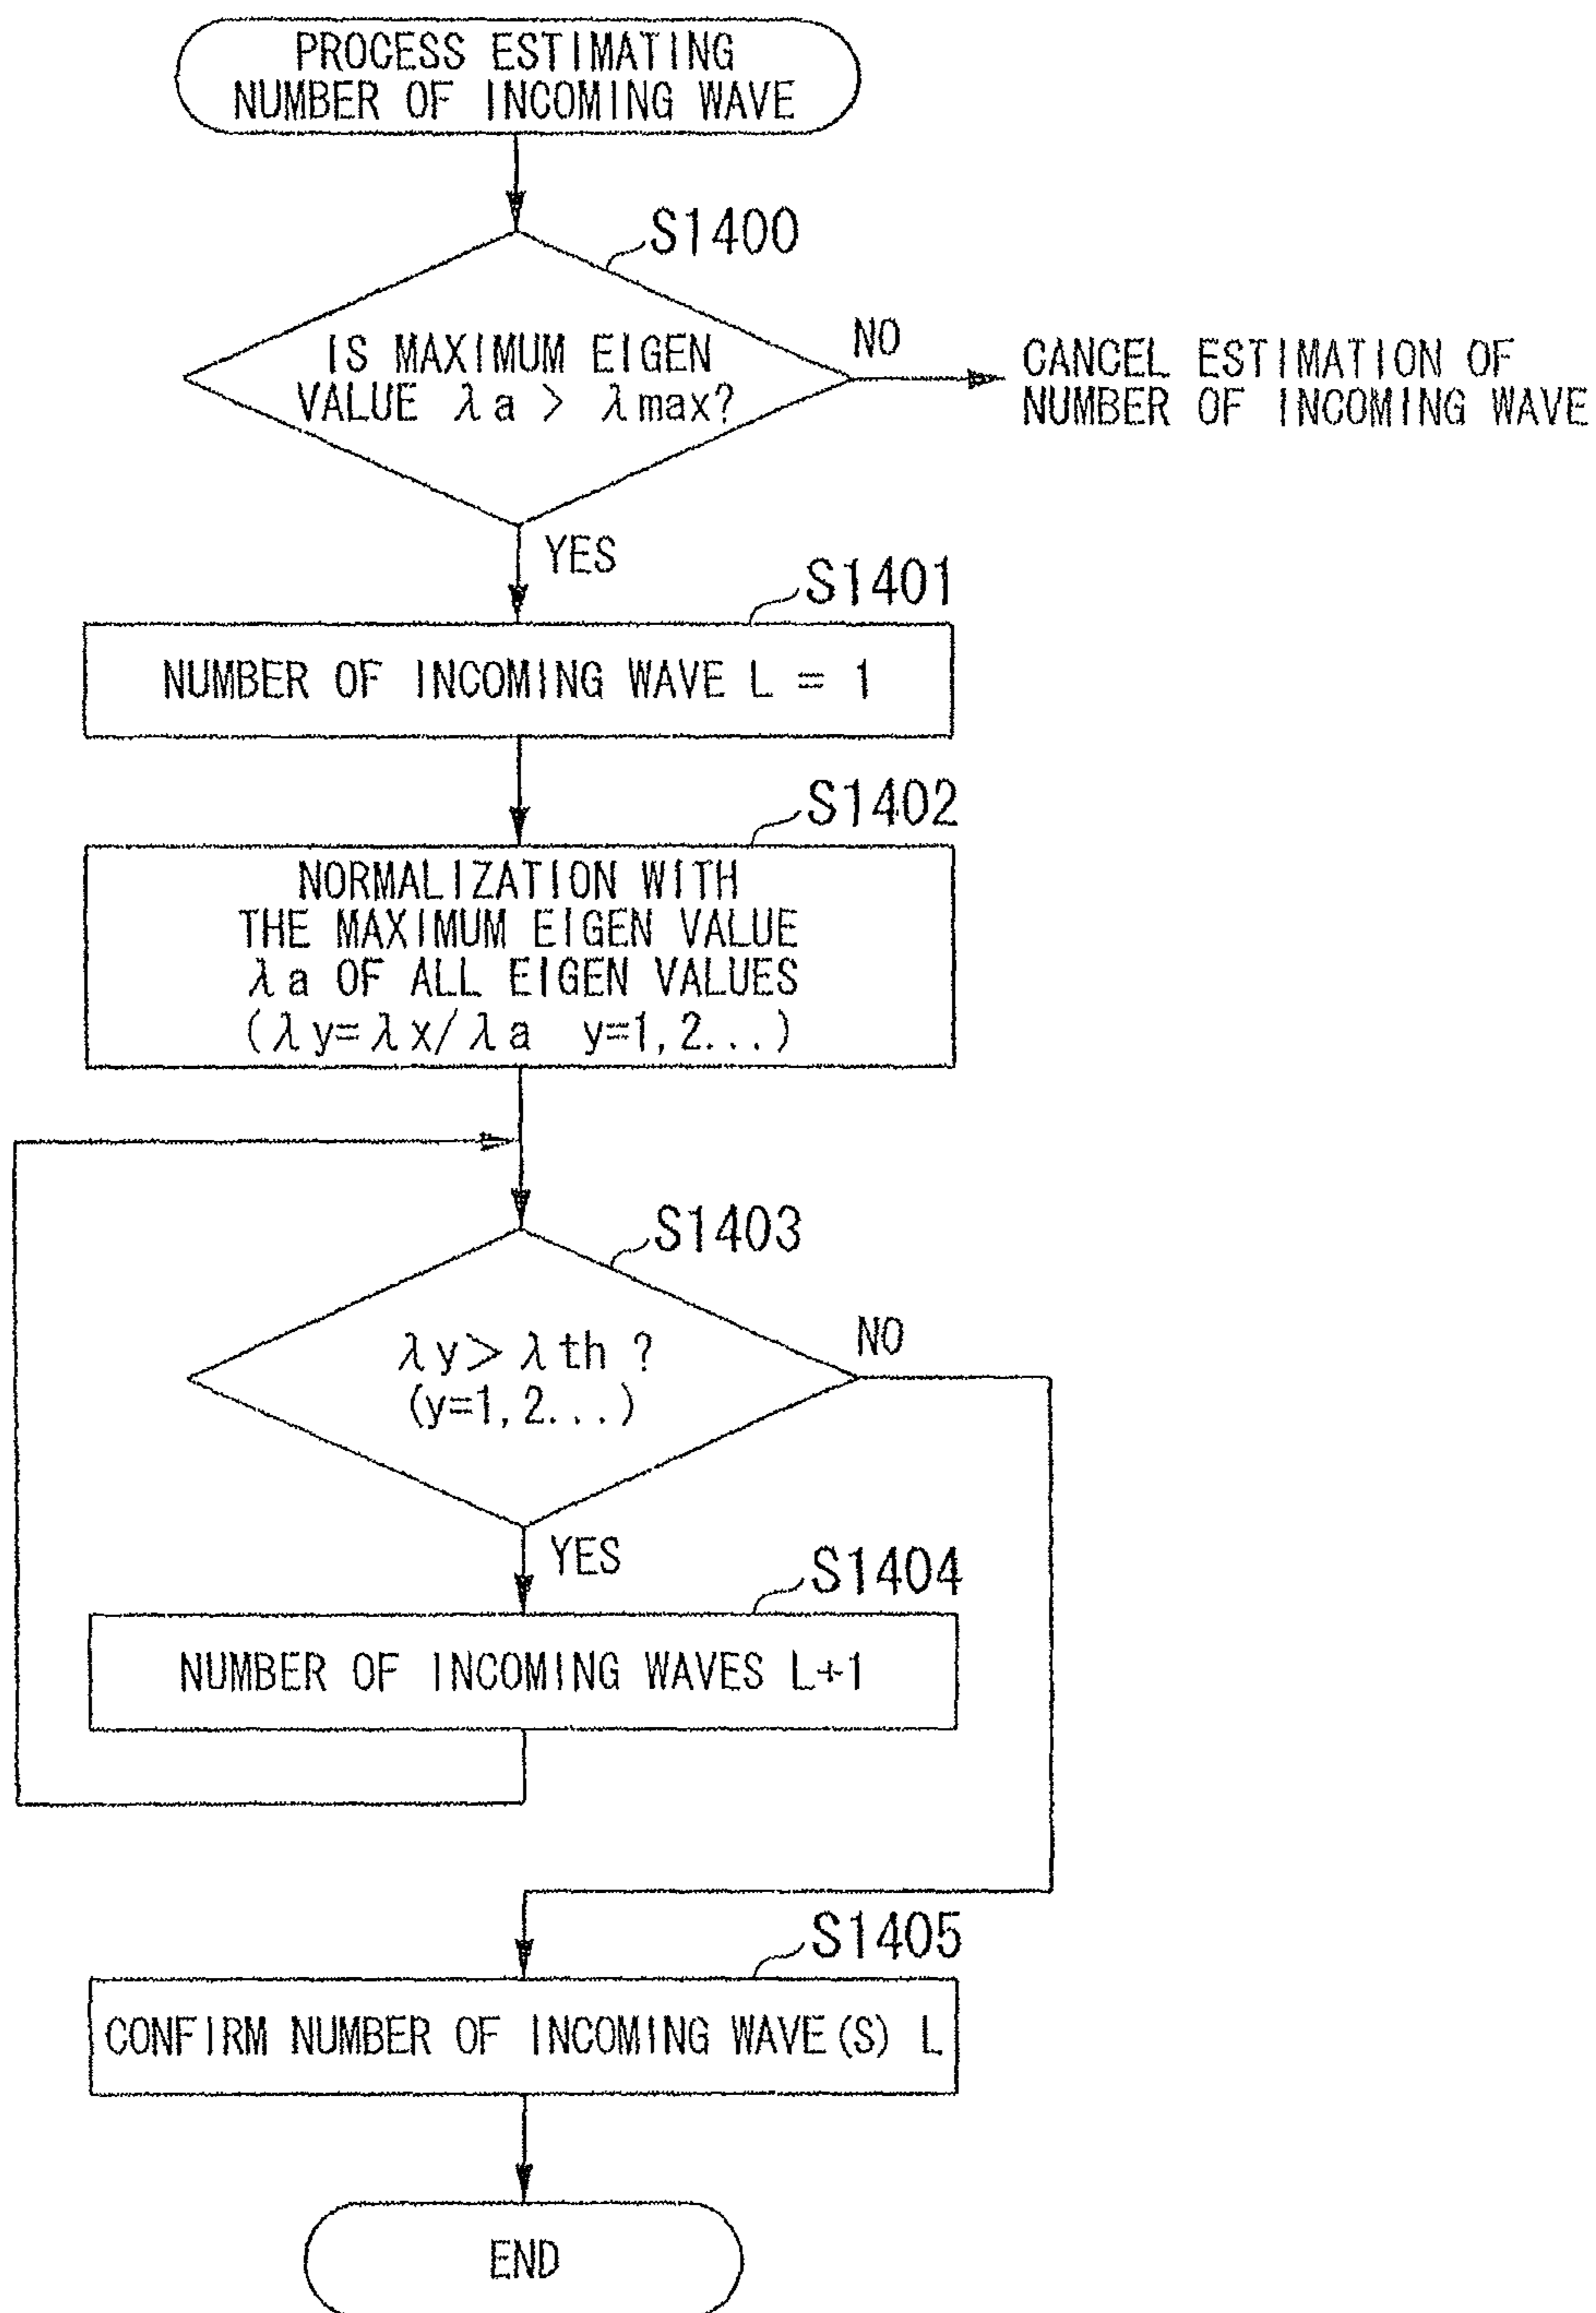 PROCESS ESTIMATING
NUMBER OF INCOMING WAVE
S1400
IS MAXIMUM EIGEN
VALUE λa > λmax?
NO
CANCEL ESTIMATION OF
NUMBER OF INCOMING WAVE
YES
S1401
NUMBER OF INCOMING WAVE L = 1
S1402
NORMALIZATION WITH
THE MAXIMUM EIGEN VALUE
λa OF ALL EIGEN VALUES
(λy=λx/λa y=1,2...)
S1403
λy> λth ?
(y=1,2...)
NO
YES
S1404
NUMBER OF INCOMING WAVES L+1
S1405
CONFIRM NUMBER OF INCOMING WAVE(S) L
END